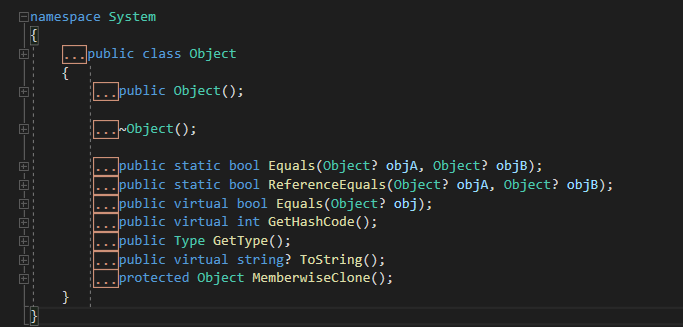 namespace System
{
...public class Object
{
...public Object();
...~Object();
...public static bool Equals(Object? objA, Object? objB);
...public static bool ReferenceEquals(Object? objA, Object? objB);
...public virtual bool Equals(Object? obj);
...public virtual int GetHashCode();
...public Type GetType();
...public virtual string? ToString();
...protected Object MemberwiseClone();
}
}